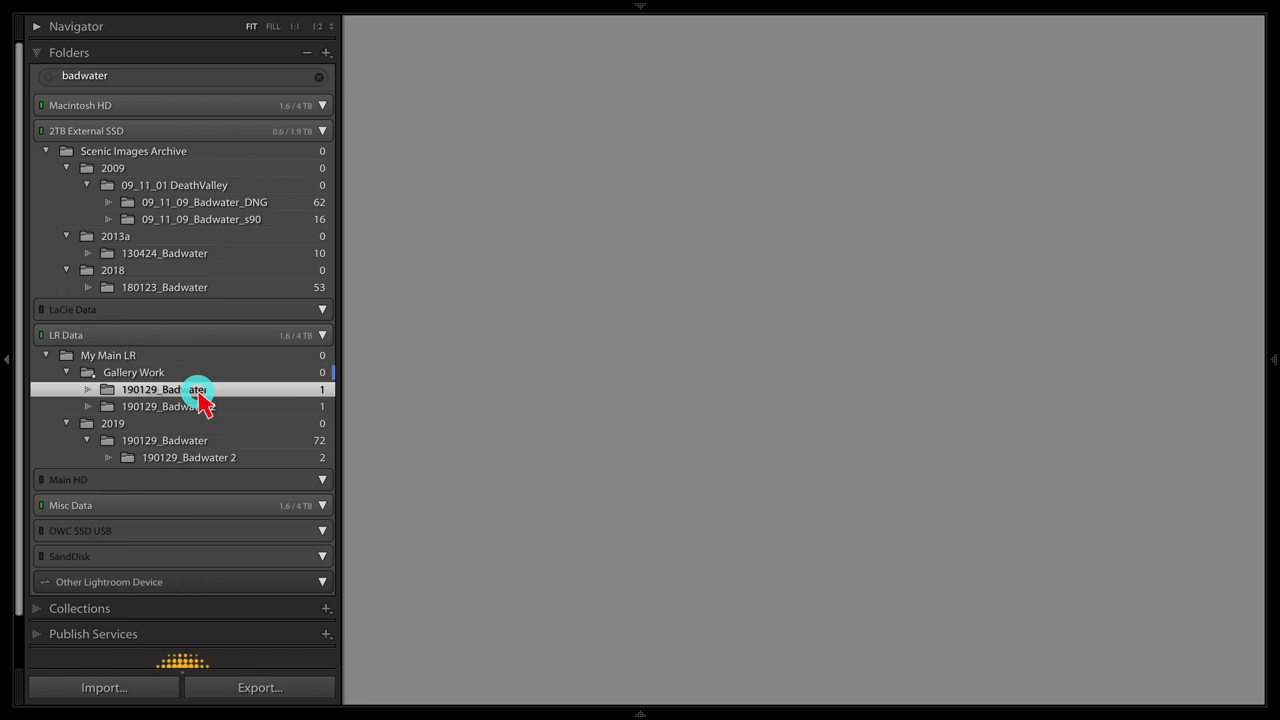 Navigator FIT FILL 1:1 1:2
Folders
badwater
Macintosh HD 1.6 / 4 TB
2TB External SSD 0.6 / 1.9 TB
Scenic Images Archive 0
2009 0
09_11_01 DeathValley 0
09_11_09_Badwater_DNG 62
09_11_09_Badwater_s90 16
2013a 0
130424_Badwater 10
2018 0
180123_Badwater 53
LaCie Data
LR Data 1.6 / 4 TB
My Main LR 0
Gallery Work 0
190129_Badwater 1
190129_Badwater 2 1
2019 0
190129_Badwater 72
190129_Badwater 2 2
Main HD
Misc Data 1.6 / 4 TB
OWC SSD USB
SandDisk
Other Lightroom Device
Collections
Publish Services
Import... Export...